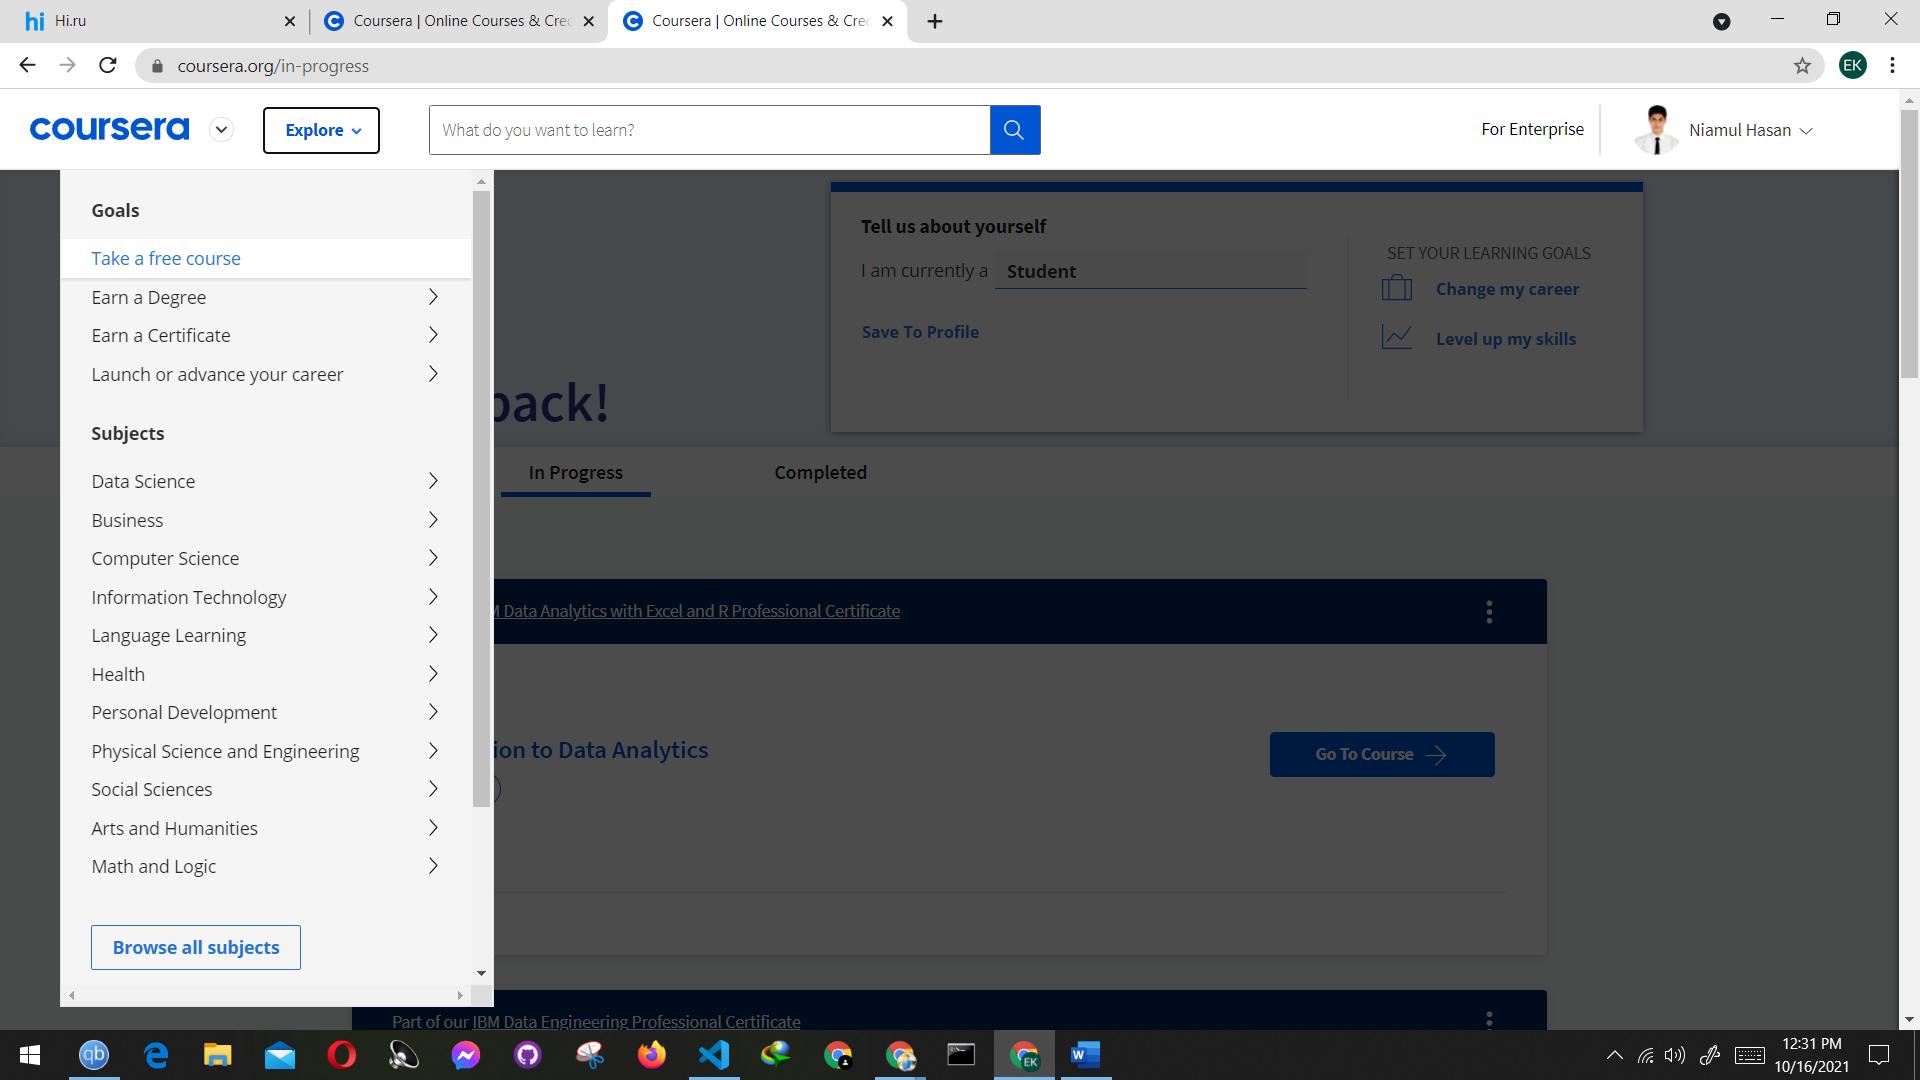 Hi.ru
Coursera | Online Courses & Cred
Coursera | Online Courses & Cred
coursera.org/in-progress
EK
coursera
Explore
What do you want to learn?
For Enterprise
Niamul Hasan
Goals
Take a free course
Earn a Degree
Earn a Certificate
Launch or advance your career
Subjects
Data Science
Business
Computer Science
Information Technology
Language Learning
Health
Personal Development
Physical Science and Engineering
Social Sciences
Arts and Humanities
Math and Logic
Browse all subjects
Tell us about yourself
I am currently a Student
Save To Profile
SET YOUR LEARNING GOALS
Change my career
Level up my skills
back!
In Progress
Completed
M Data Analytics with Excel and R Professional Certificate
ion to Data Analytics
Go To Course
Part of our IBM Data Engineering Professional Certificate
12:31 PM
10/16/2021